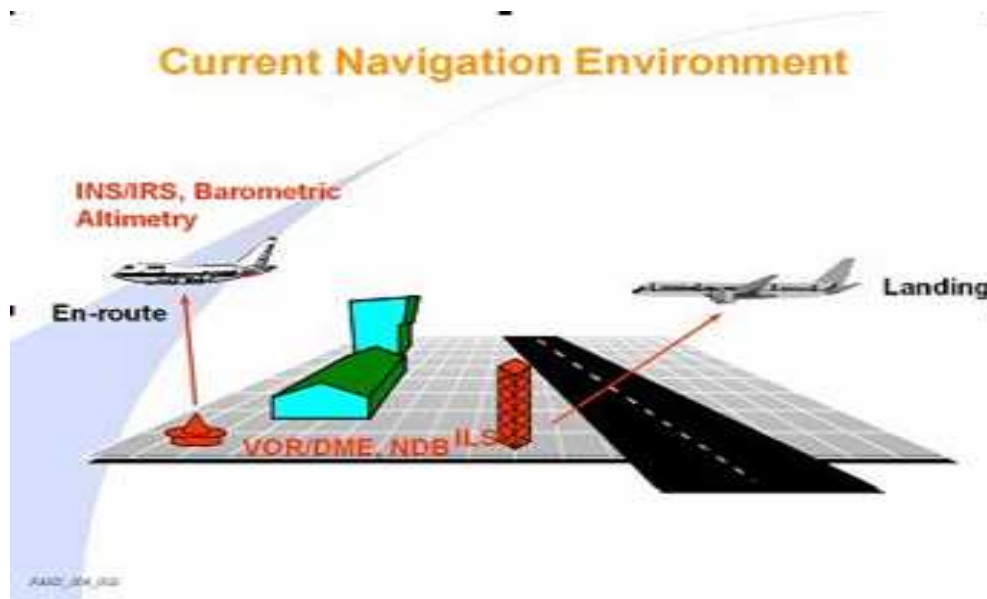 Current Navigation Environment
INS/IRS, Barometric
Altimetry
En-route
Landing
VOR/DME, NDB
ILS